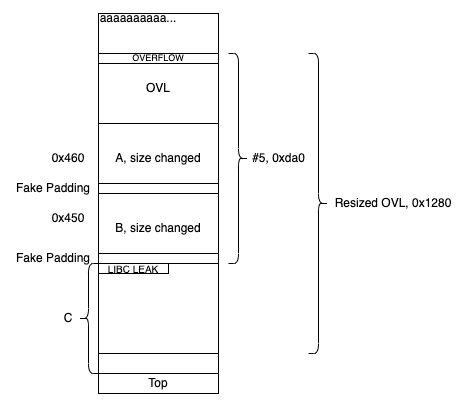 aaaaaaaaaa...
OVERFLOW
OVL
0x460
A, size changed
#5, 0xda0
Fake Padding
Resized OVL, 0x1280
0x450
B, size changed
Fake Padding
LIBC LEAK
C
Top